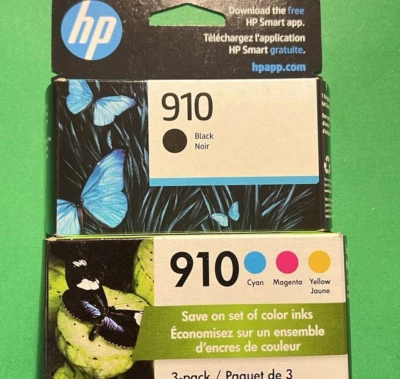 hp
Download the free
HP Smart app.
Téléchargez l'application
HP Smart gratuite.
hpapp.com
910
Black
Noir
910
Cyan
Magenta
Yellow
Jaune
Save on set of color inks
Économisez sur un ensemble
d'encres de couleur
3-pack / Paquet de 3